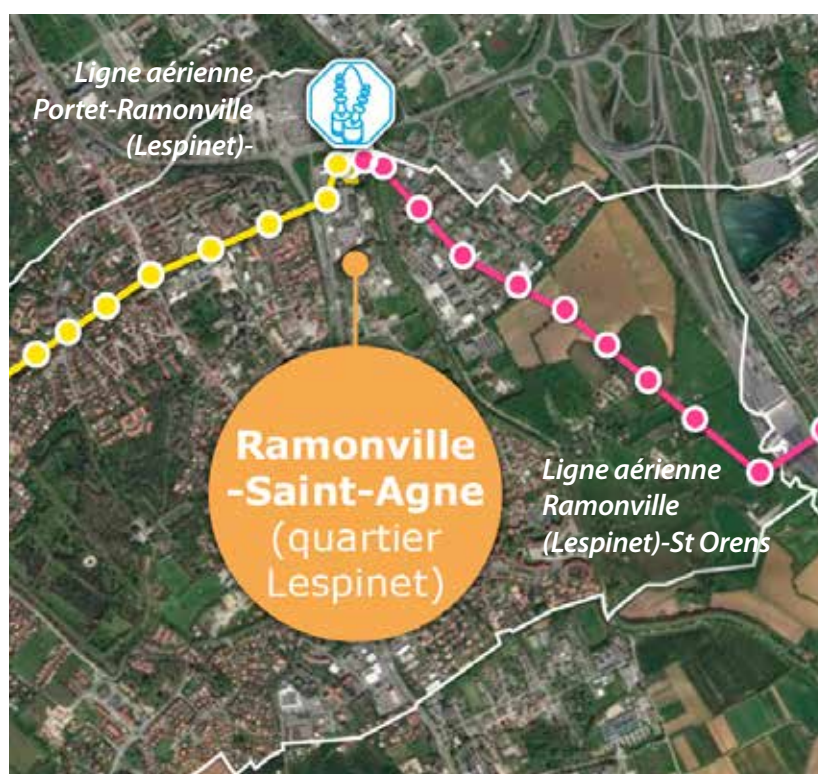 Ligne aérienne
Portet-Ramonville
(Lespinet)-
Ramonville
-Saint-Agne
(quartier
Lespinet)
Ligne aérienne
Ramonville
(Lespinet)-St Orens